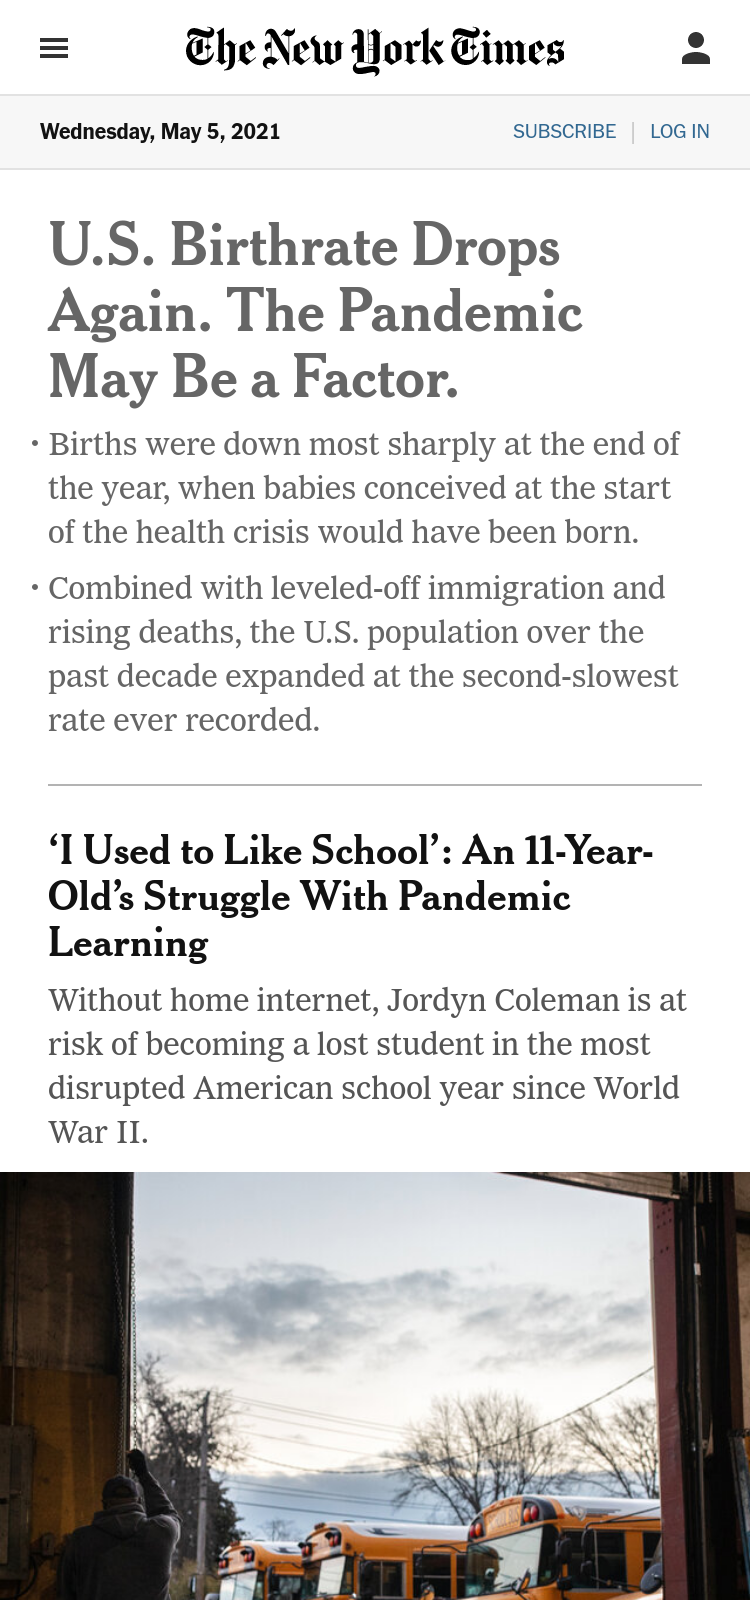 The New York Times
Wednesday, May 5, 2021
SUBSCRIBE | LOG IN
U.S. Birthrate Drops
Again. The Pandemic
May Be a Factor.
• Births were down most sharply at the end of
the year, when babies conceived at the start
of the health crisis would have been born.
• Combined with leveled-off immigration and
rising deaths, the U.S. population over the
past decade expanded at the second-slowest
rate ever recorded.
‘I Used to Like School’: An 11-Year-
Old’s Struggle With Pandemic
Learning
Without home internet, Jordyn Coleman is at
risk of becoming a lost student in the most
disrupted American school year since World
War II.
SCHOOL BUS